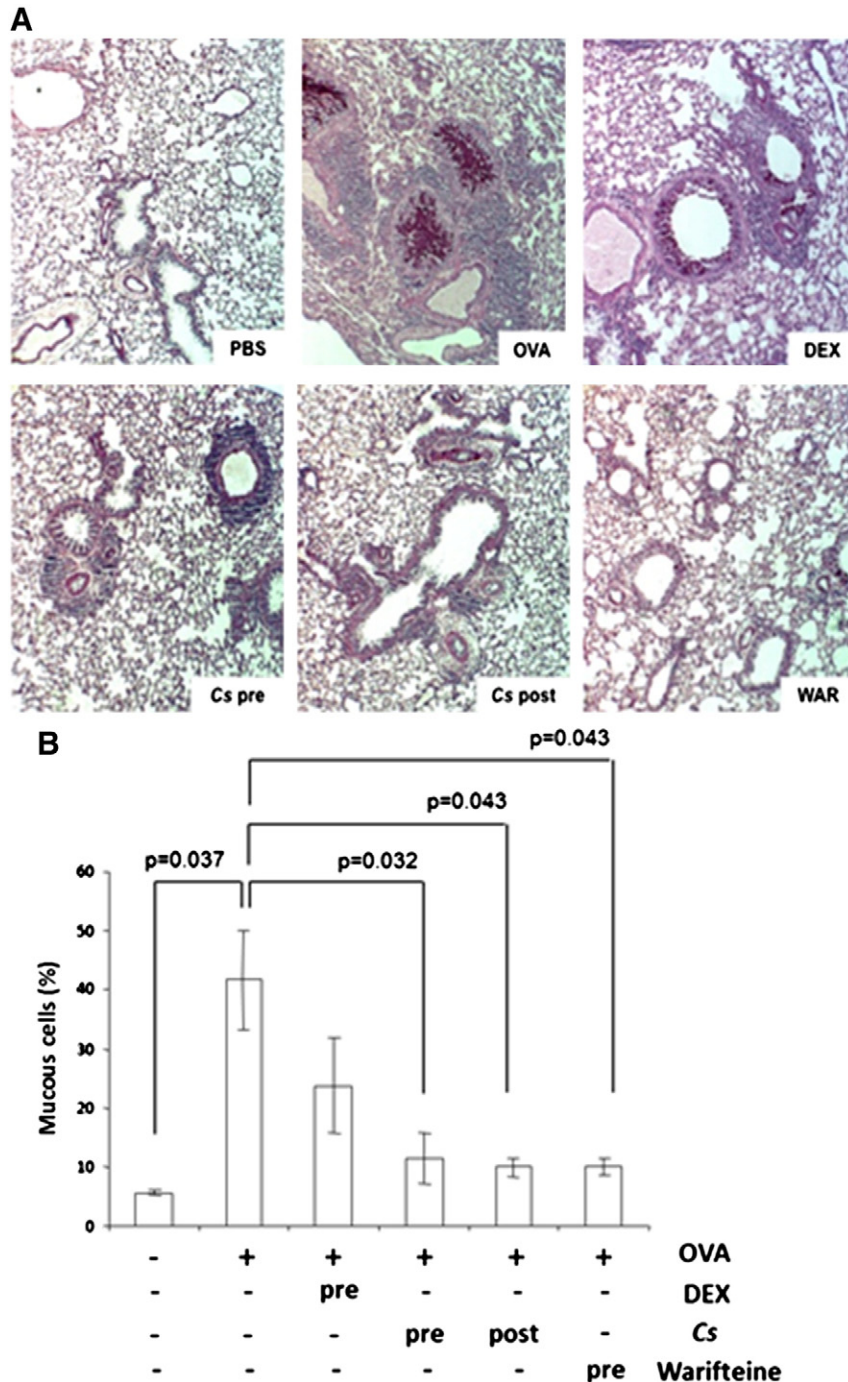 A
PBS
OVA
DEX
Cs pre
Cs post
WAR
B
p=0.043
p=0.043
p=0.037
p=0.032
Mucous cells (%)
60
50
40
30
20
10
0
- + + + + + OVA
- - pre - - - DEX
- - - pre post - Cs
- - - - - pre Warifteine